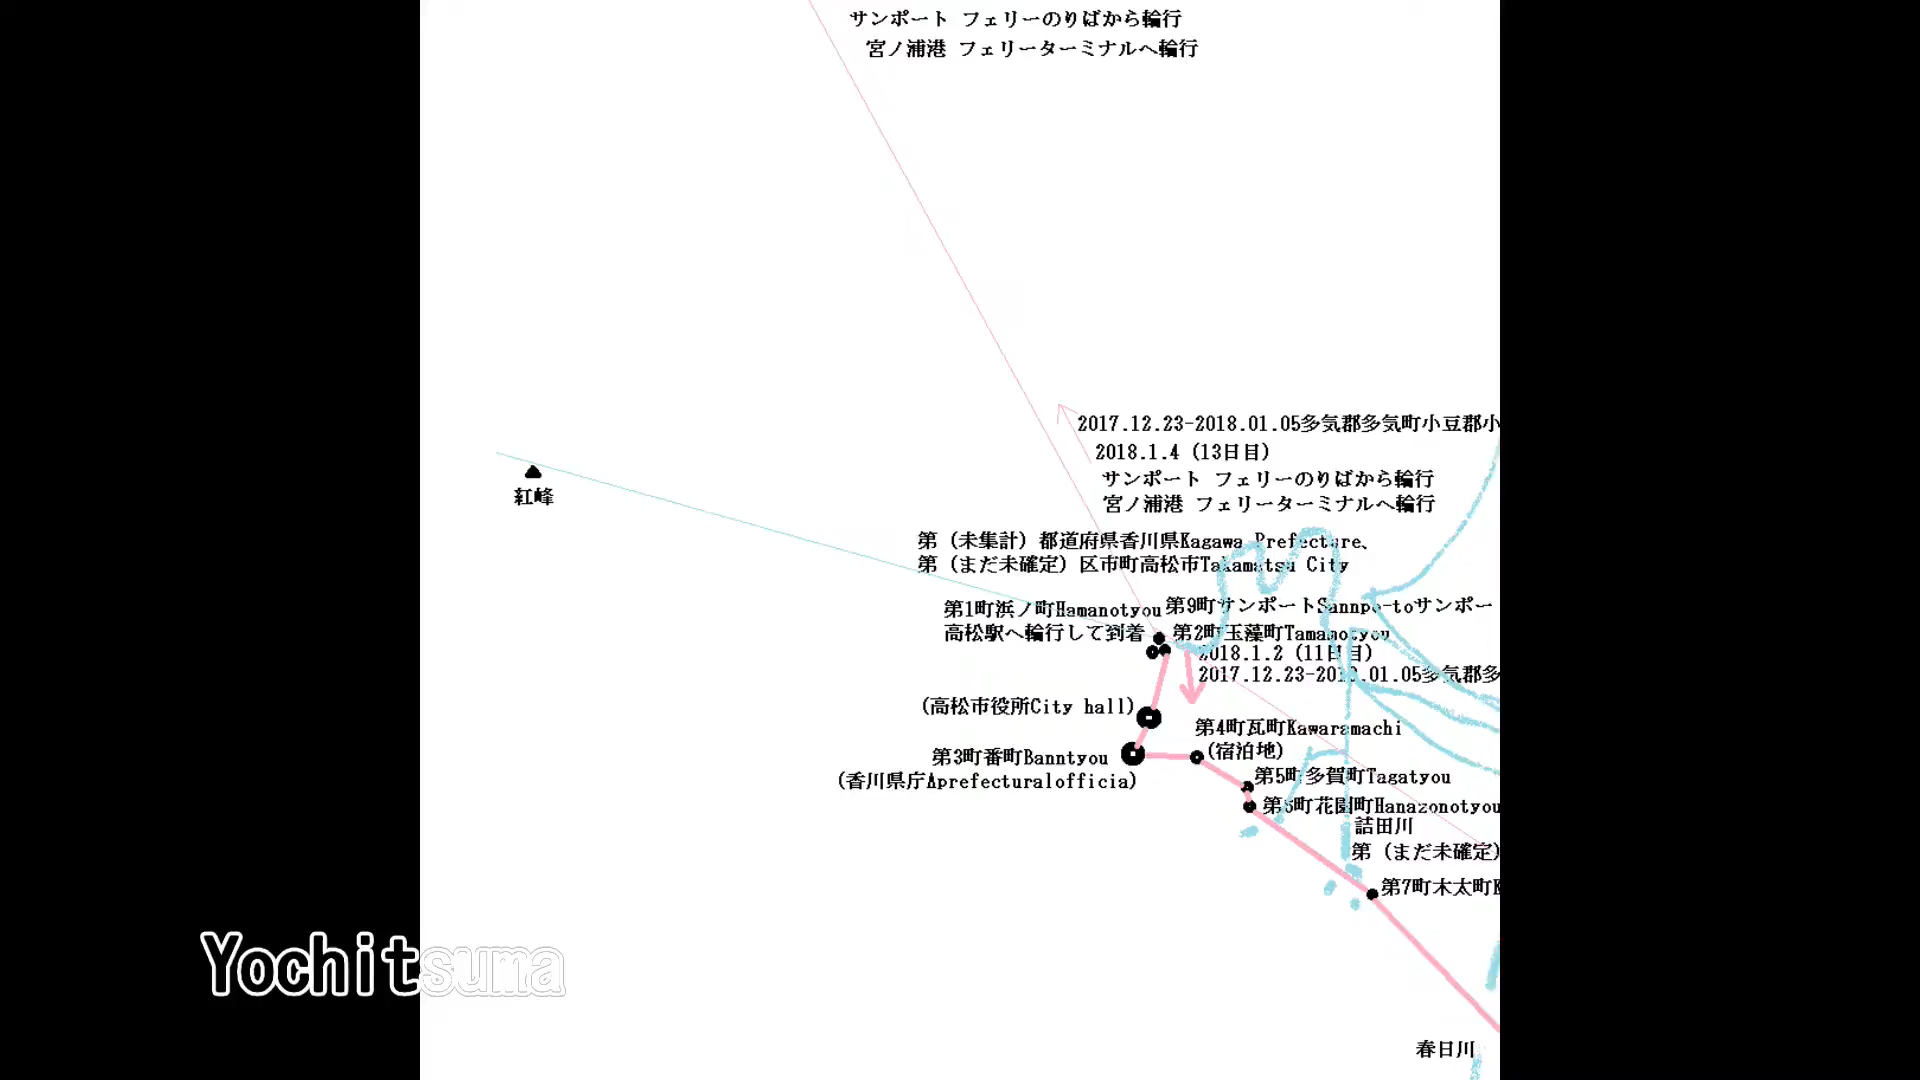 サンポート フェリーのりばから輪行
宮ノ浦港 フェリーターミナルへ輪行
2017.12.23-2018.01.05多気郡多気町小豆郡小
2018.1.4 (13日目)
サンポート フェリーのりばから輪行
宮ノ浦港 フェリーターミナルへ輪行
紅峰
第（未集計）都道府県香川県Kagawa Prefecture、
第（まだ未確定）区市町高松市Takamatsu City
第1町浜ノ町Hamanotyou
第9町サンポートSannpo-toサンポー
高松駅へ輪行して到着
第2町玉藻町Tamamotyou
2018.1.2 (11日目)
2017.12.23-2018.01.05多気郡多
(高松市役所City hall)
第4町瓦町Kawaramachi
(宿泊地)
第3町番町Banntyou
(香川県庁Aprefecturalofficia)
第5町多賀町Tagatyou
第6町花園町Hanazonotyou
詰田川
第（まだ未確定）
第7町木太町K
Yochitsuma
春日川